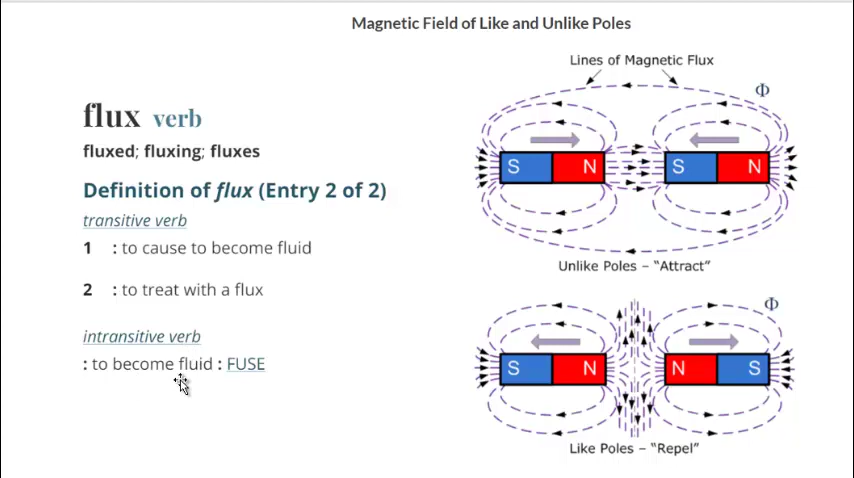 Magnetic Field of Like and Unlike Poles
flux verb
fluxed; fluxing; fluxes
Definition of flux (Entry 2 of 2)
transitive verb
1 : to cause to become fluid
2 : to treat with a flux
intransitive verb
: to become fluid : FUSE
Lines of Magnetic Flux
Φ
S N S N
Unlike Poles – “Attract”
Φ
S N N S
Like Poles – “Repel”